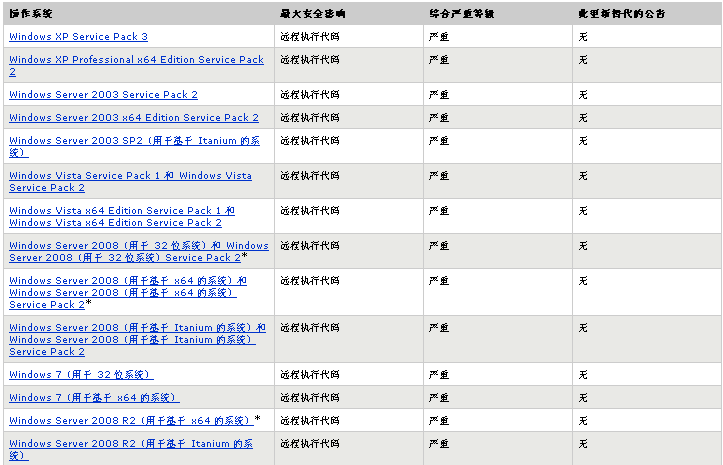 操作系统 最大安全影响 综合严重等级 此更新替代的公告
Windows XP Service Pack 3 远程执行代码 严重 无
Windows XP Professional x64 Edition Service Pack 远程执行代码 严重 无
2
Windows Server 2003 Service Pack 2 远程执行代码 严重 无
Windows Server 2003 x64 Edition Service Pack 2 远程执行代码 严重 无
Windows Server 2003 SP2（用于基于 Itanium 的系 远程执行代码 严重 无
统）
Windows Vista Service Pack 1 和 Windows Vista 远程执行代码 严重 无
Service Pack 2
Windows Vista x64 Edition Service Pack 1 和 远程执行代码 严重 无
Windows Vista x64 Edition Service Pack 2
Windows Server 2008（用于 32 位系统）和 Windows 远程执行代码 严重 无
Server 2008（用于 32 位系统）Service Pack 2*
Windows Server 2008（用于基于 x64 的系统）和 远程执行代码 严重 无
Windows Server 2008（用于基于 x64 的系统）
Service Pack 2*
Windows Server 2008（用于基于 Itanium 的系统）和 远程执行代码 严重 无
Windows Server 2008（用于基于 Itanium 的系统）
Service Pack 2
Windows 7（用于 32 位系统） 远程执行代码 严重 无
Windows 7（用于基于 x64 的系统） 远程执行代码 严重 无
Windows Server 2008 R2（用于基于 x64 的系统）* 远程执行代码 严重 无
Windows Server 2008 R2（用于基于 Itanium 的系 远程执行代码 严重 无
统）